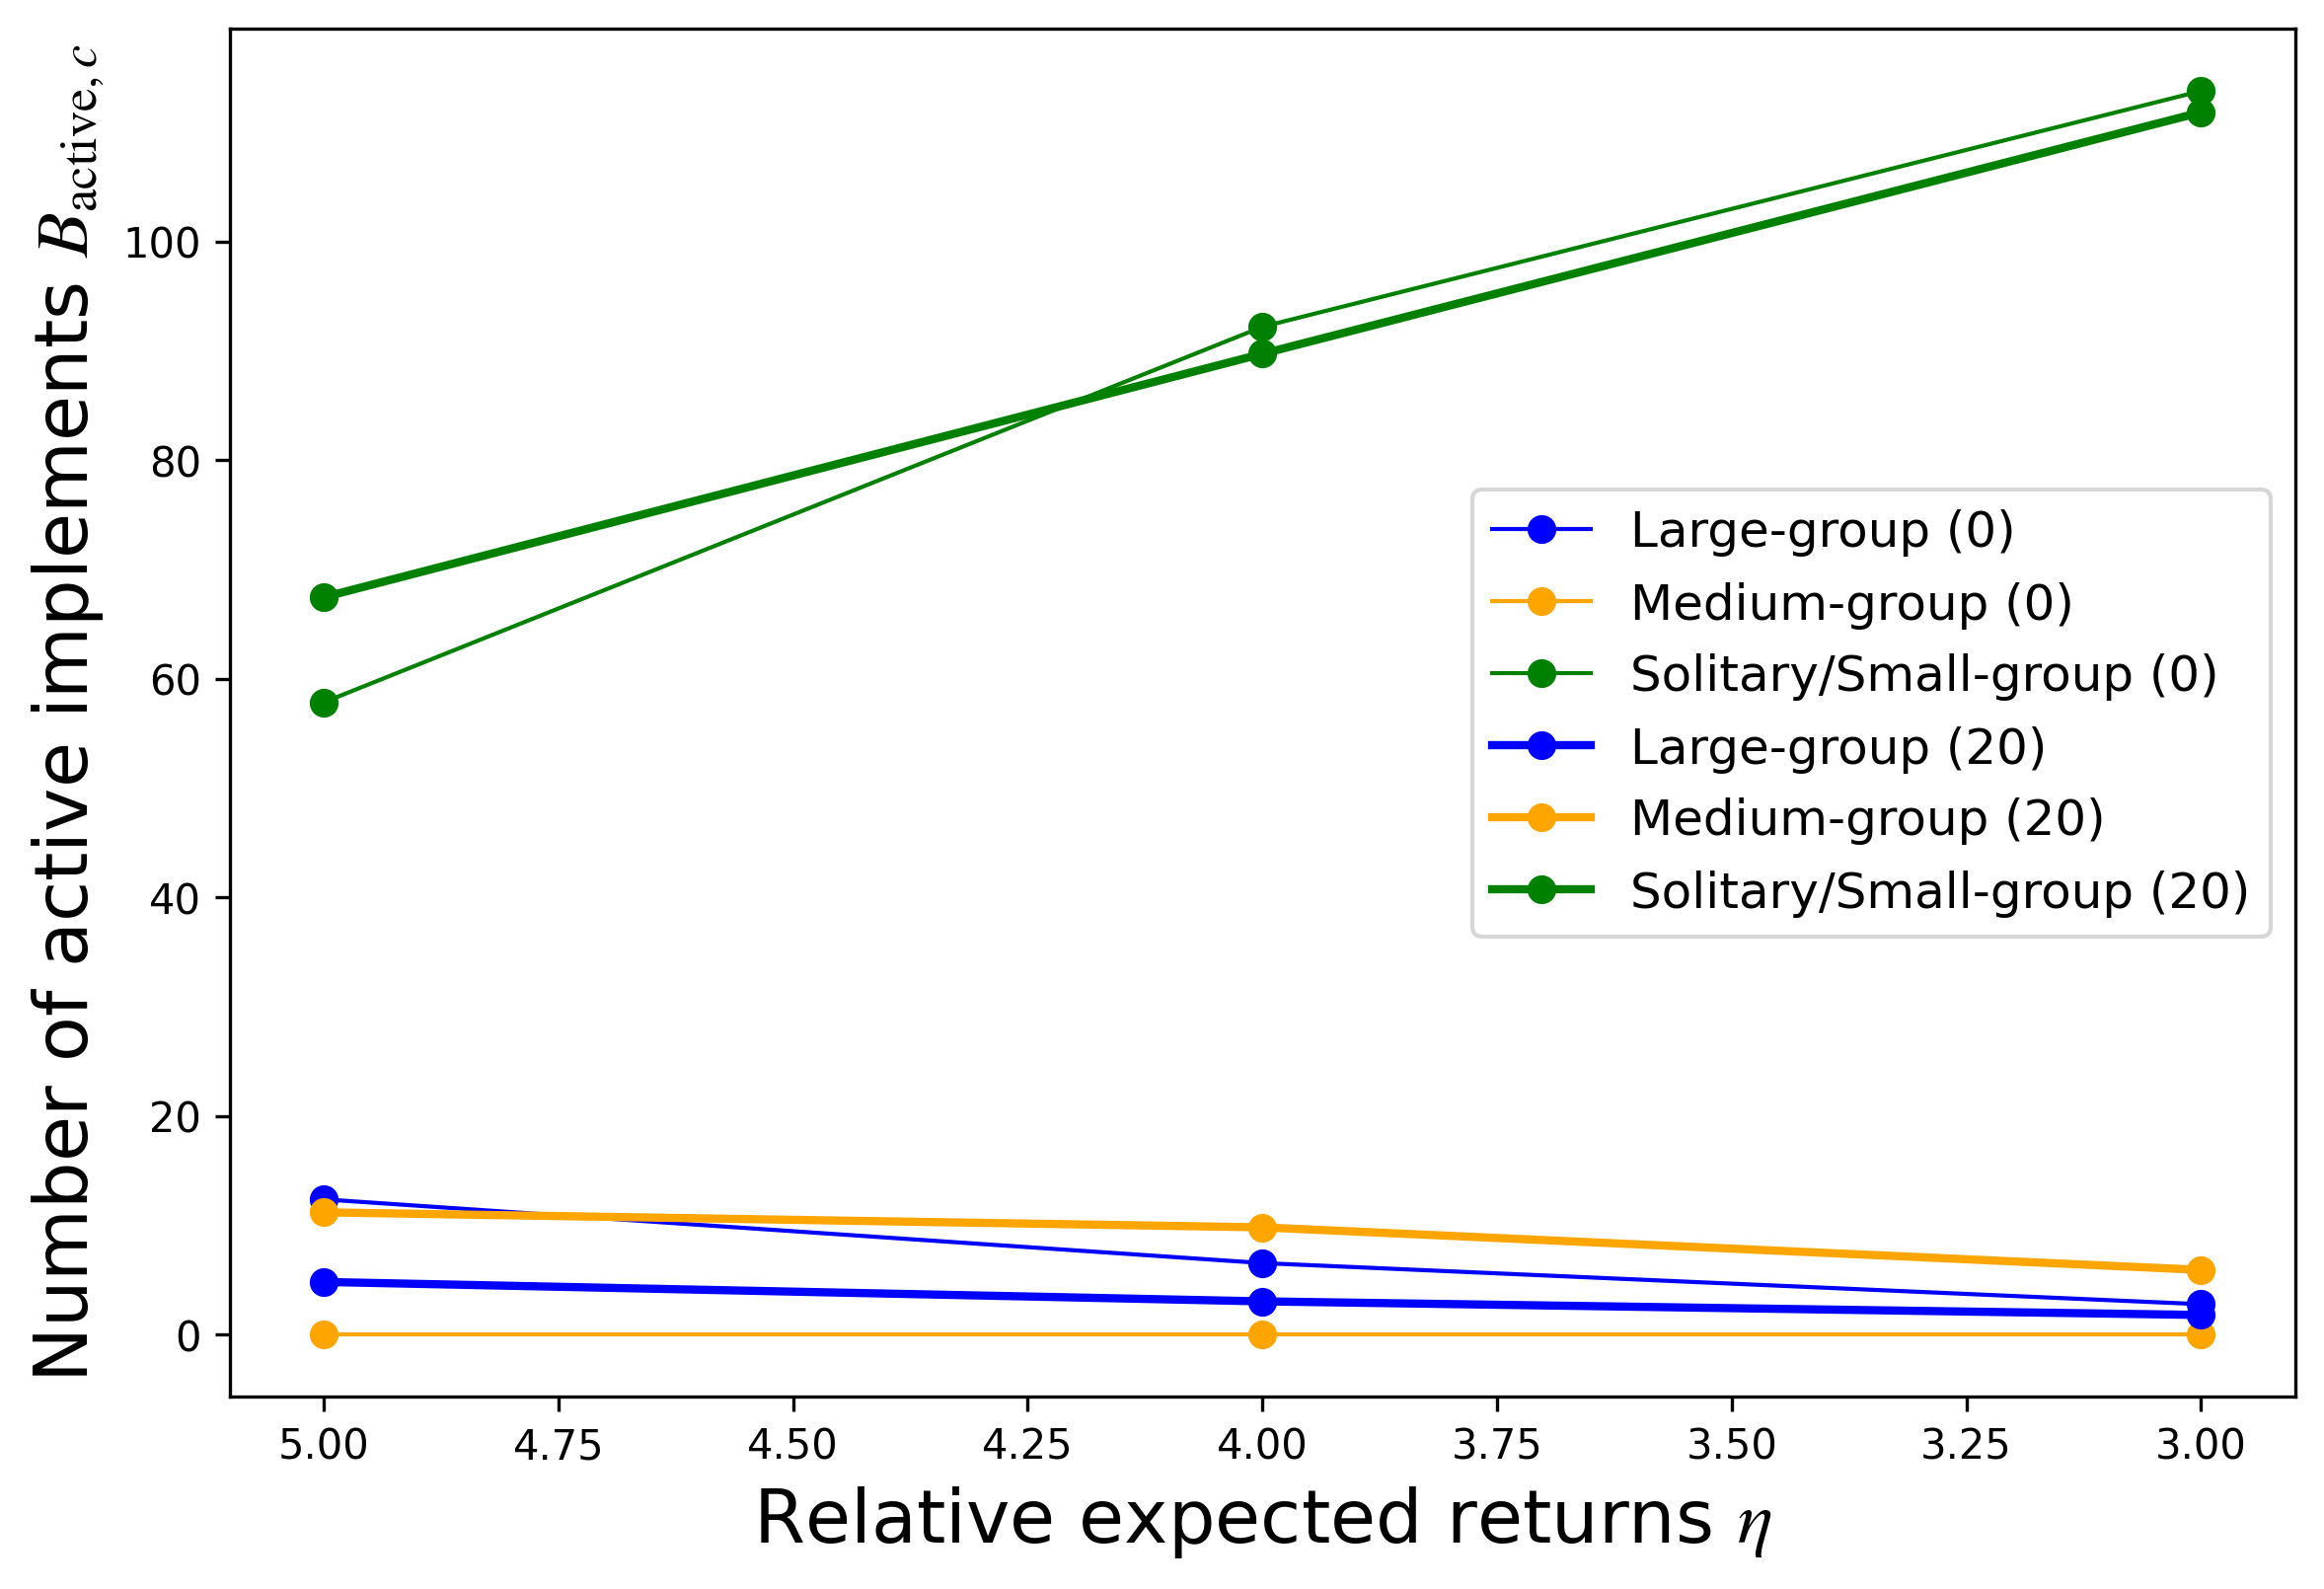 Number of active implements B_active, c
100
80
60
40
20
0
5.00 4.75 4.50 4.25 4.00 3.75 3.50 3.25 3.00
Relative expected returns η
Large-group (0)
Medium-group (0)
Solitary/Small-group (0)
Large-group (20)
Medium-group (20)
Solitary/Small-group (20)